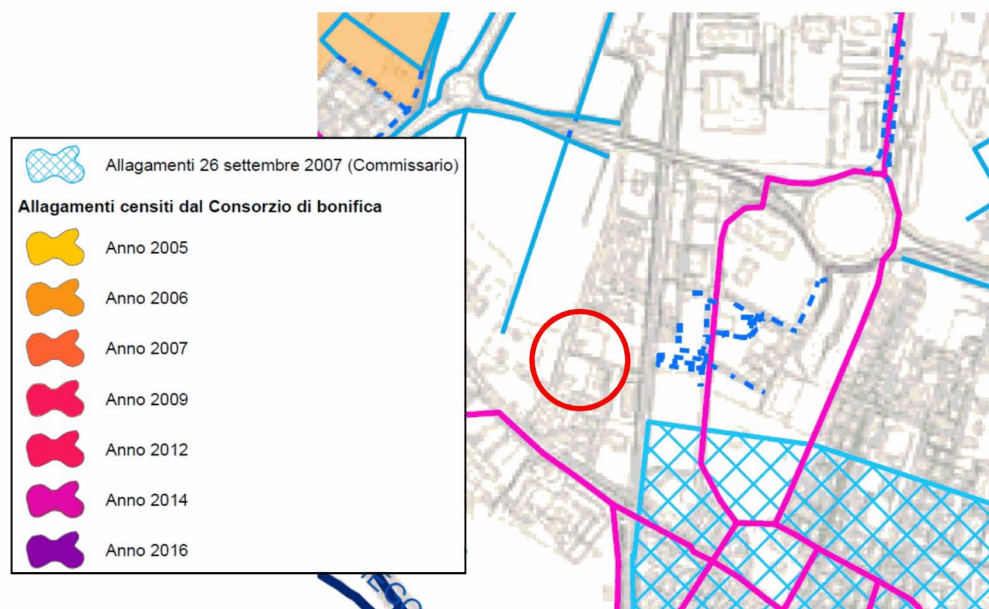 Allagamenti 26 settembre 2007 (Commissario)
Allagamenti censiti dal Consorzio di bonifica
Anno 2005
Anno 2006
Anno 2007
Anno 2009
Anno 2012
Anno 2014
Anno 2016